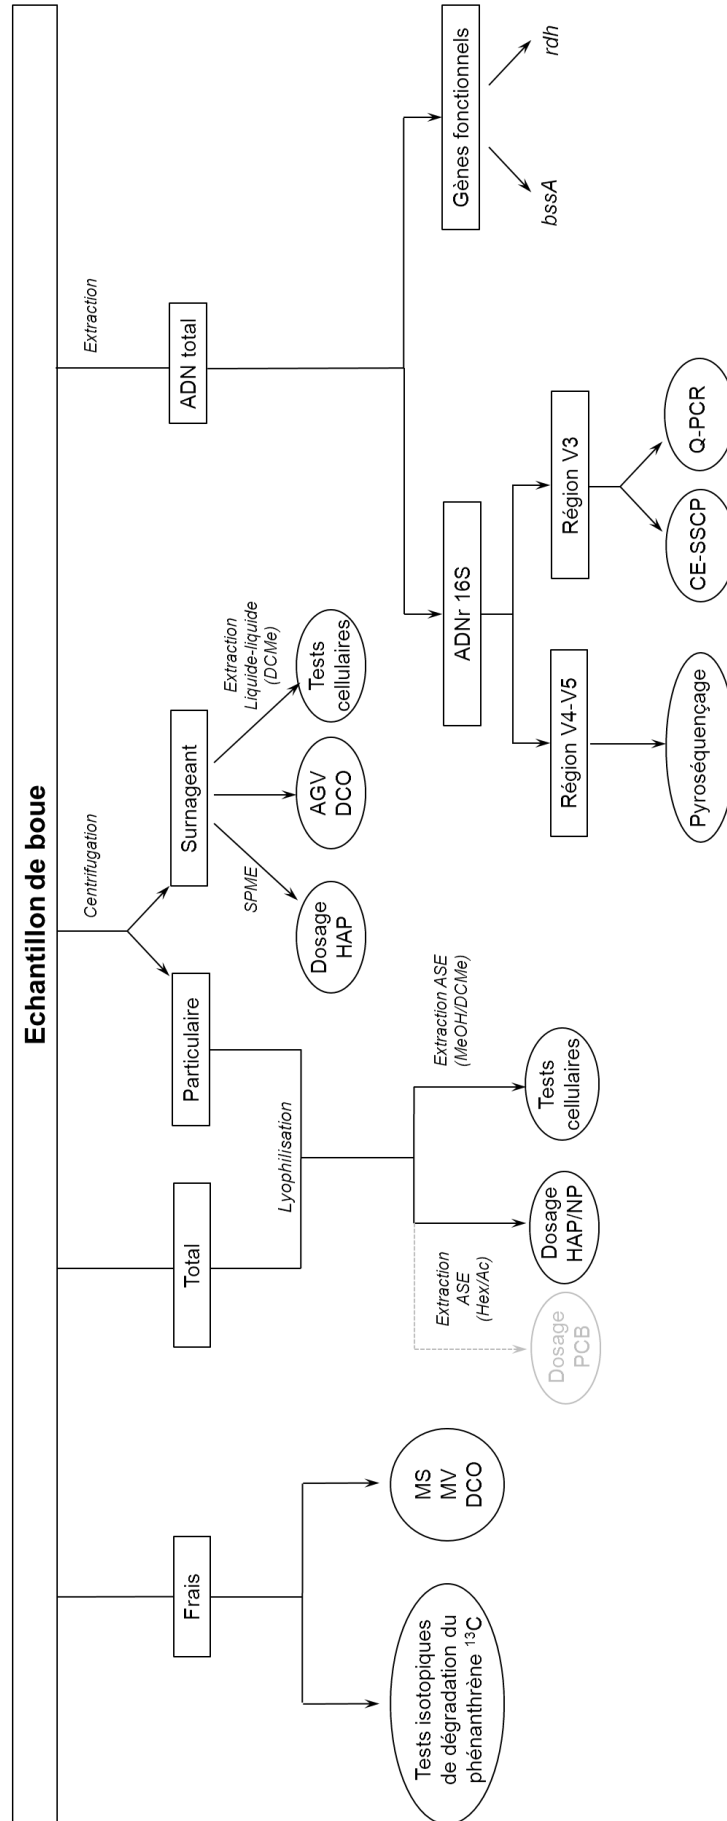 Echantillon de boue
Centrifugation
Extraction
Frais
Total
Particulaire
Surnageant
ADN total
Lyophilisation
SPME
Extraction
Liquide-liquide
(DCMe)
Tests isotopiques
de dégradation du
phénanthrène ¹³C
MS
MV
DCO
Extraction
ASE
(Hex/Ac)
Extraction ASE
(MeOH/DCMe)
Dosage
PCB
Dosage
HAP/NP
Tests
cellulaires
Dosage
HAP
AGV
DCO
Tests
cellulaires
ADNr 16S
Gènes fonctionnels
Région V4-V5
Région V3
bssA
rdh
Pyroséquençage
CE-SSCP
Q-PCR